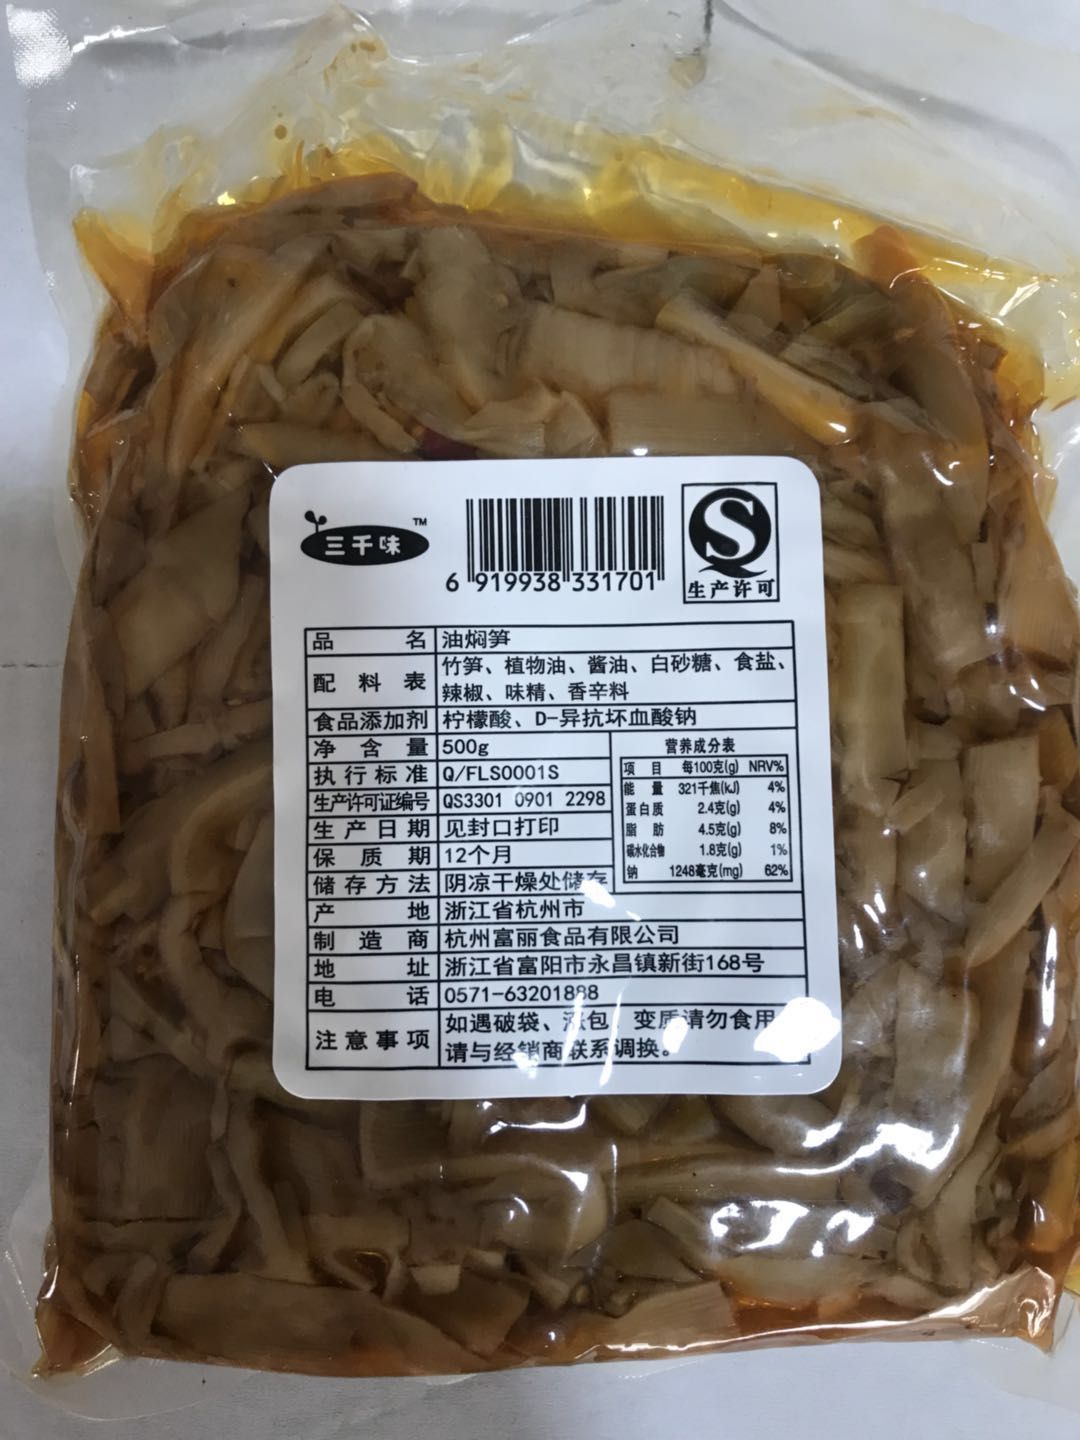 三千味 TM
6 919938 331701
生产许可
品名 油焖笋
配料表 竹笋、植物油、酱油、白砂糖、食盐、
辣椒、味精、香辛料
食品添加剂 柠檬酸、D-异抗坏血酸钠
净含量 500g
执行标准 Q/FLS0001S
生产许可证编号 QS3301 0901 2298
生产日期 见封口打印
保质期 12个月
储存方法 阴凉干燥处储存
营养成分表
项目 每100克(g) NRV%
能量 321千焦(kJ) 4%
蛋白质 2.4克(g) 4%
脂肪 4.5克(g) 8%
碳水化合物 1.8克(g) 1%
钠 1248毫克(mg) 62%
产地 浙江省杭州市
制造商 杭州富丽食品有限公司
地址 浙江省富阳市永昌镇新街168号
电话 0571-63201888
注意事项 如遇破袋、涨包、变质请勿食用
请与经销商联系调换。